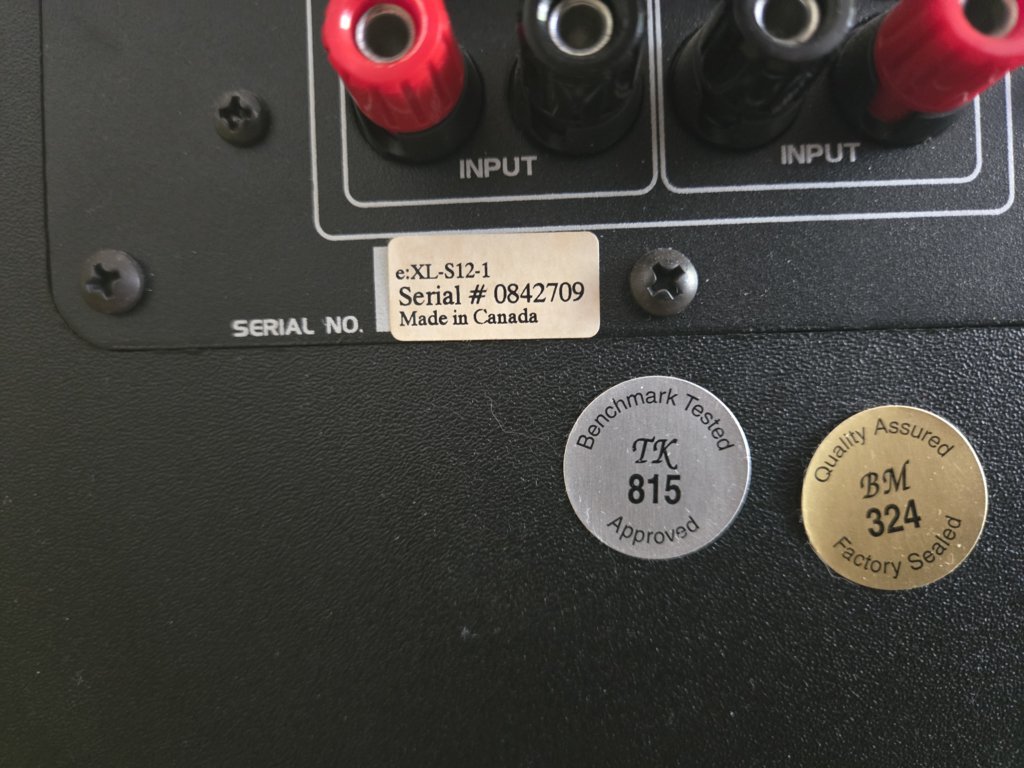 INPUT
INPUT
e:XL-S12-1
Serial # 0842709
Made in Canada
SERIAL NO.
Benchmark Tested
TK
815
Approved
Quality Assured
BM
324
Factory Sealed